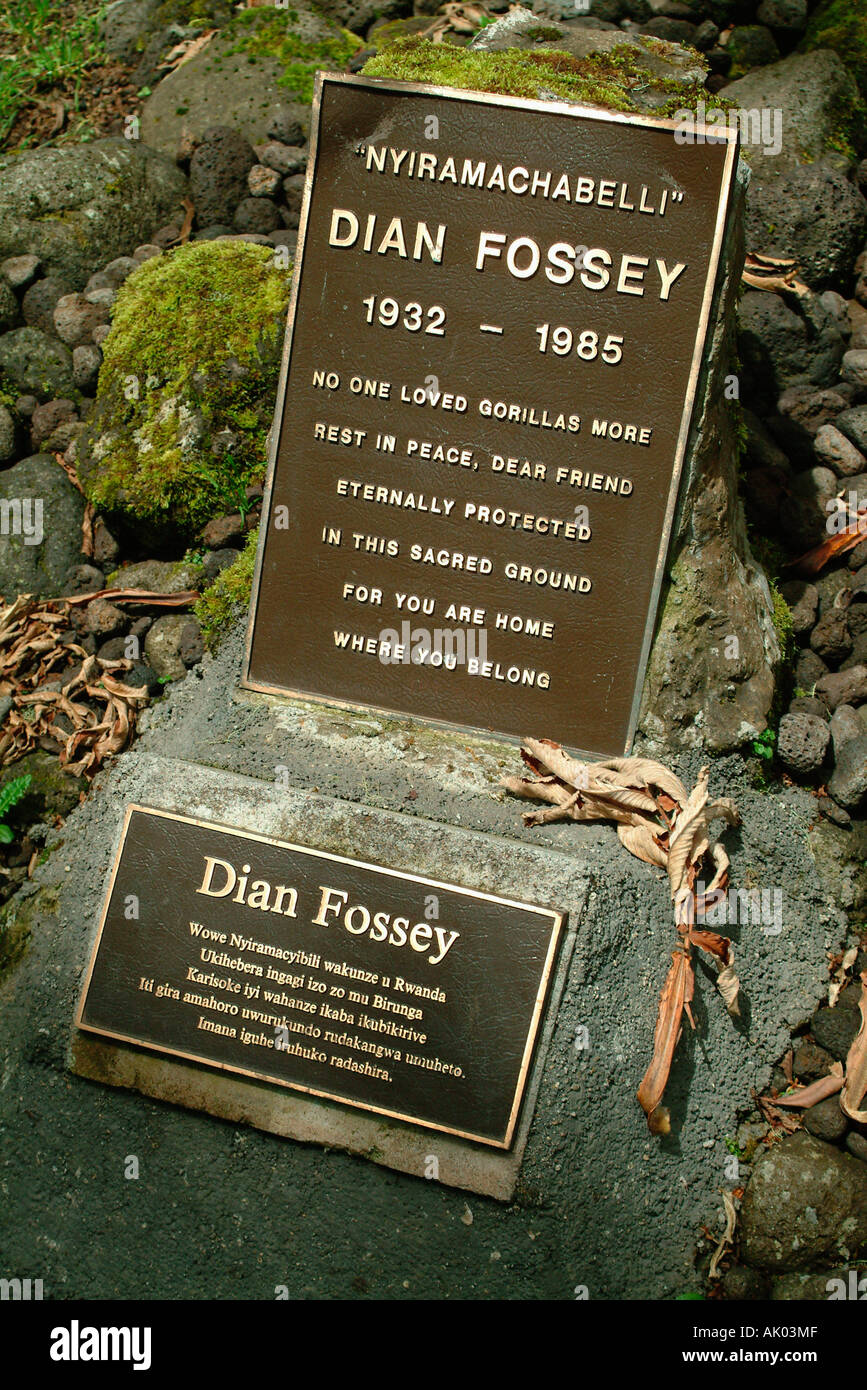 "NYIRAMACHABELLI"
DIAN FOSSEY
1932 – 1985
NO ONE LOVED GORILLAS MORE
REST IN PEACE, DEAR FRIEND
ETERNALLY PROTECTED
IN THIS SACRED GROUND
FOR YOU ARE HOME
WHERE YOU BELONG
Dian Fossey
Wowe Nyiramacyibili wakunze u Rwanda
Ukihebera ingagi izo zo mu Birunga
Karisoke iyi wahanze ikaba ikubikirive
Iti gira amahoro uwurukundo rudakangwa umuheto.
Imana iguhe iruhuko radashira.
a
alamy
alamy stock photo
AK03MF
www.alamy.com